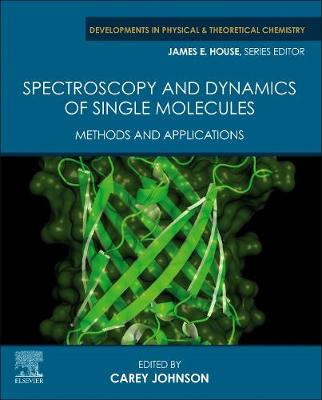 DEVELOPMENTS IN PHYSICAL & THEORETICAL CHEMISTRY
JAMES E. HOUSE, SERIES EDITOR
SPECTROSCOPY AND DYNAMICS
OF SINGLE MOLECULES
METHODS AND APPLICATIONS
EDITED BY
CAREY JOHNSON
ELSEVIER